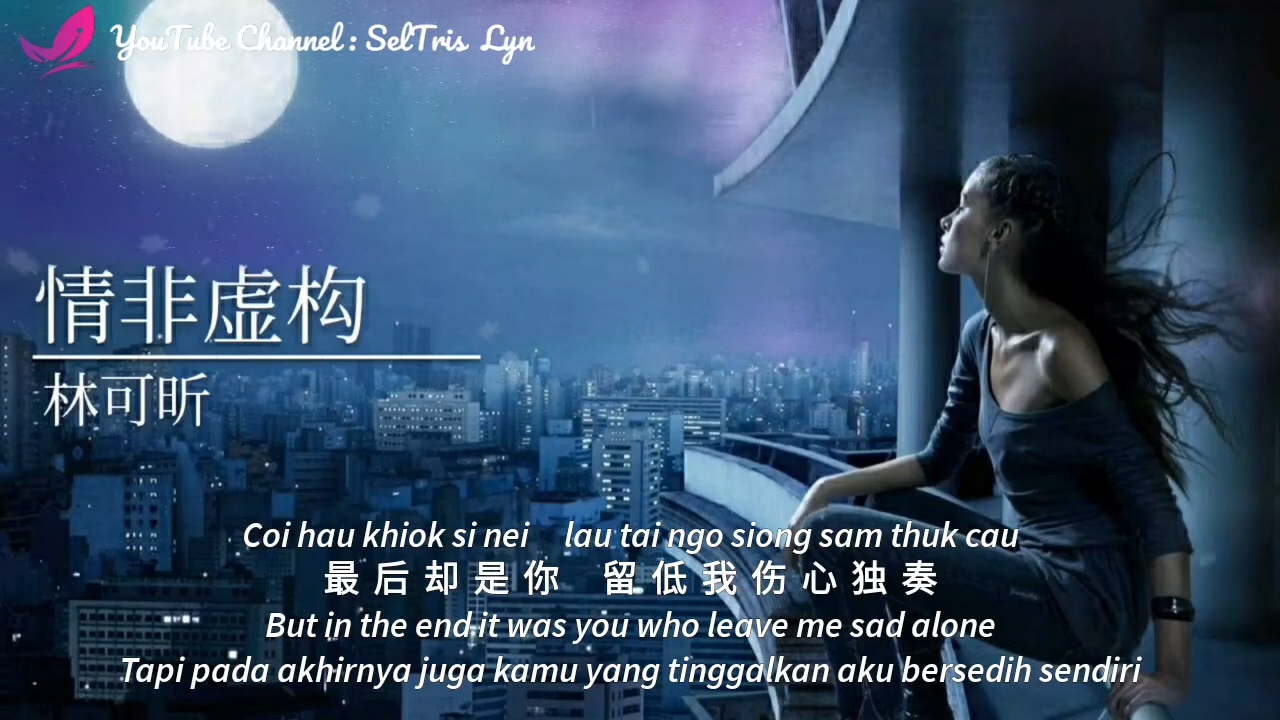 YouTube Channel : SelTris Lyn
情非虚构
林可昕
Coi hau khiok si nei lau tai ngo siong sam thuk cau
最后却是你 留低我伤心独奏
But in the end it was you who leave me sad alone
Tapi pada akhirnya juga kamu yang tinggalkan aku bersedih sendiri